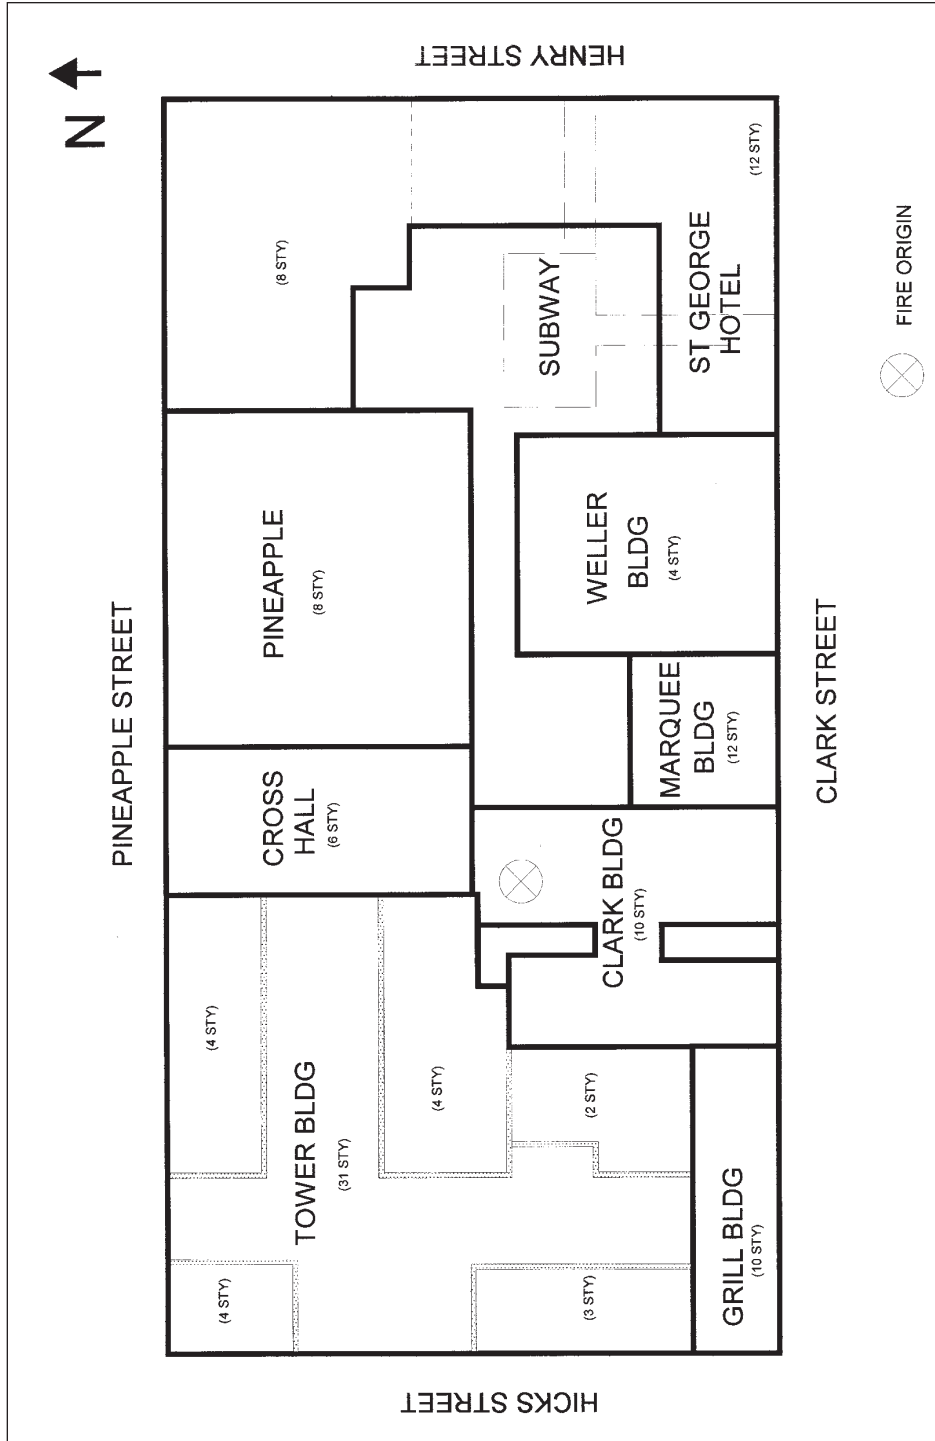 N
HENRY STREET
PINEAPPLE STREET
HICKS STREET
CLARK STREET
(4 STY)
(4 STY)
TOWER BLDG
(31 STY)
(4 STY)
(2 STY)
(3 STY)
GRILL BLDG
(10 STY)
CROSS
HALL
(6 STY)
CLARK BLDG
(10 STY)
PINEAPPLE
(8 STY)
MARQUEE
BLDG
(12 STY)
WELLER
BLDG
(4 STY)
(8 STY)
SUBWAY
ST GEORGE
HOTEL
(12 STY)
FIRE ORIGIN